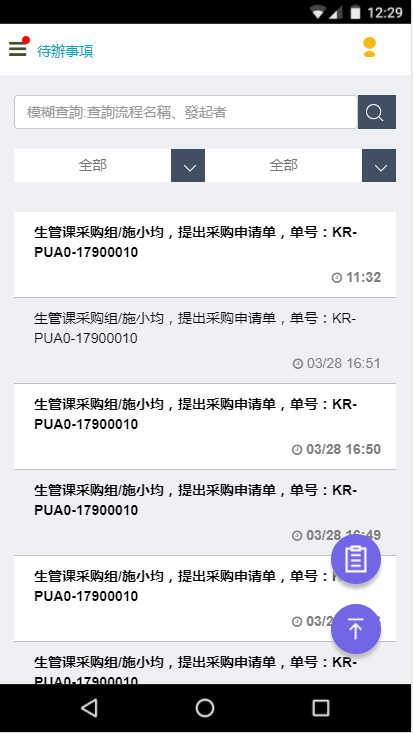 12:29
待辦事項
模糊查詢:查詢流程名稱、發起者
全部
全部
生管课采购组/施小均，提出采购申请单，单号：KR-
PUA0-17900010
11:32
生管课采购组/施小均，提出采购申请单，单号：KR-
PUA0-17900010
03/28 16:51
生管课采购组/施小均，提出采购申请单，单号：KR-
PUA0-17900010
03/28 16:50
生管课采购组/施小均，提出采购申请单，单号：KR-
PUA0-17900010
03/28 16:49
生管课采购组/施小均，提出采购申请单，单号：KR-
PUA0-17900010
生管课采购组/施小均，提出采购申请单，单号：KR-
PUA0-17900010